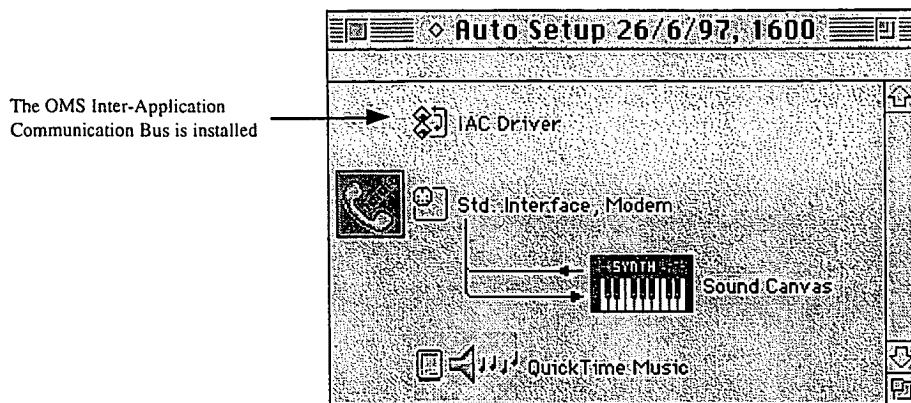 Auto Setup 26/6/97, 1600
The OMS Inter-Application
Communication Bus is installed
IAC Driver
Std. Interface, Modem
SYNTH
Sound Canvas
QuickTime Music